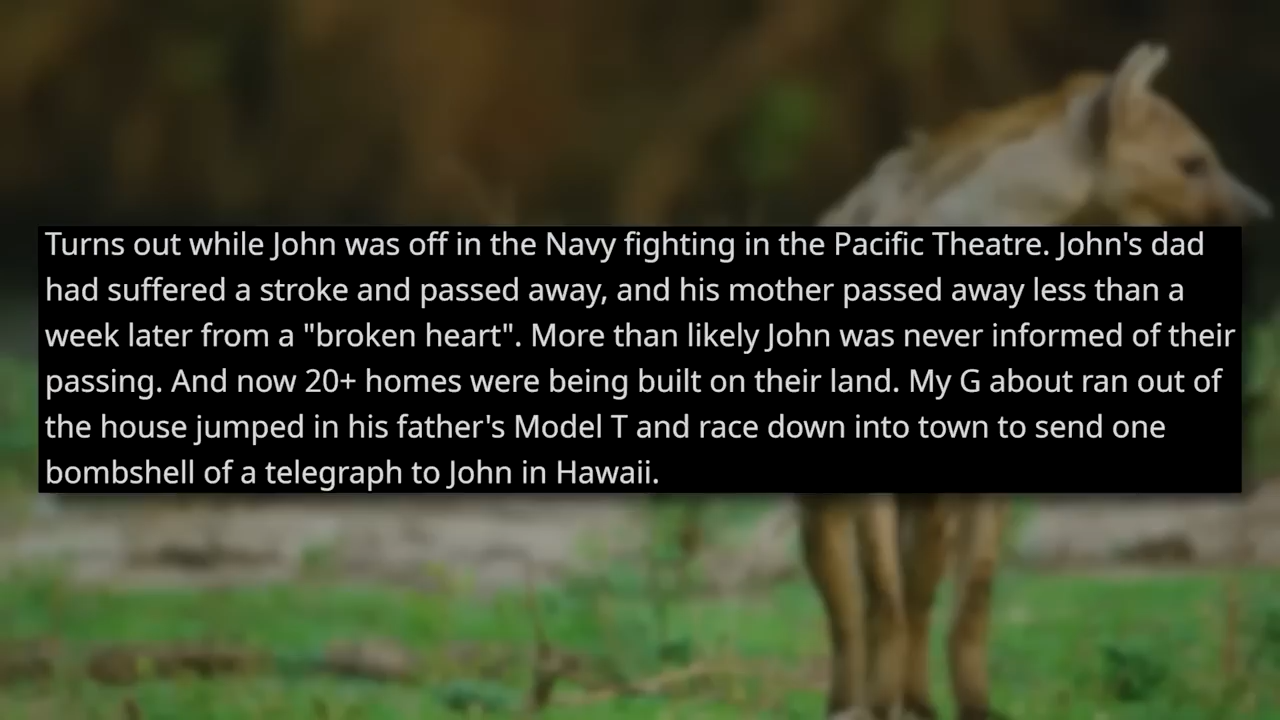 Turns out while John was off in the Navy fighting in the Pacific Theatre. John's dad
had suffered a stroke and passed away, and his mother passed away less than a
week later from a "broken heart". More than likely John was never informed of their
passing. And now 20+ homes were being built on their land. My G about ran out of
the house jumped in his father's Model T and race down into town to send one
bombshell of a telegraph to John in Hawaii.